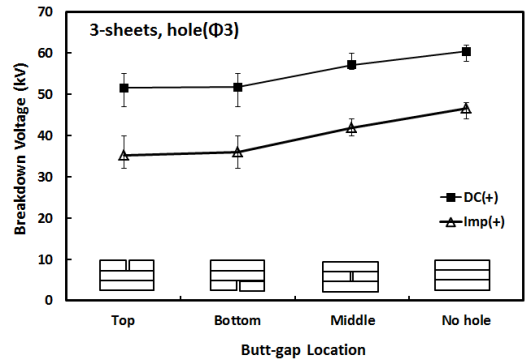 3-sheets, hole(Φ3)
Breakdown Voltage (kV)
70
60
50
40
30
20
10
0
DC(+)
Imp(+)
Top Bottom Middle No hole
Butt-gap Location